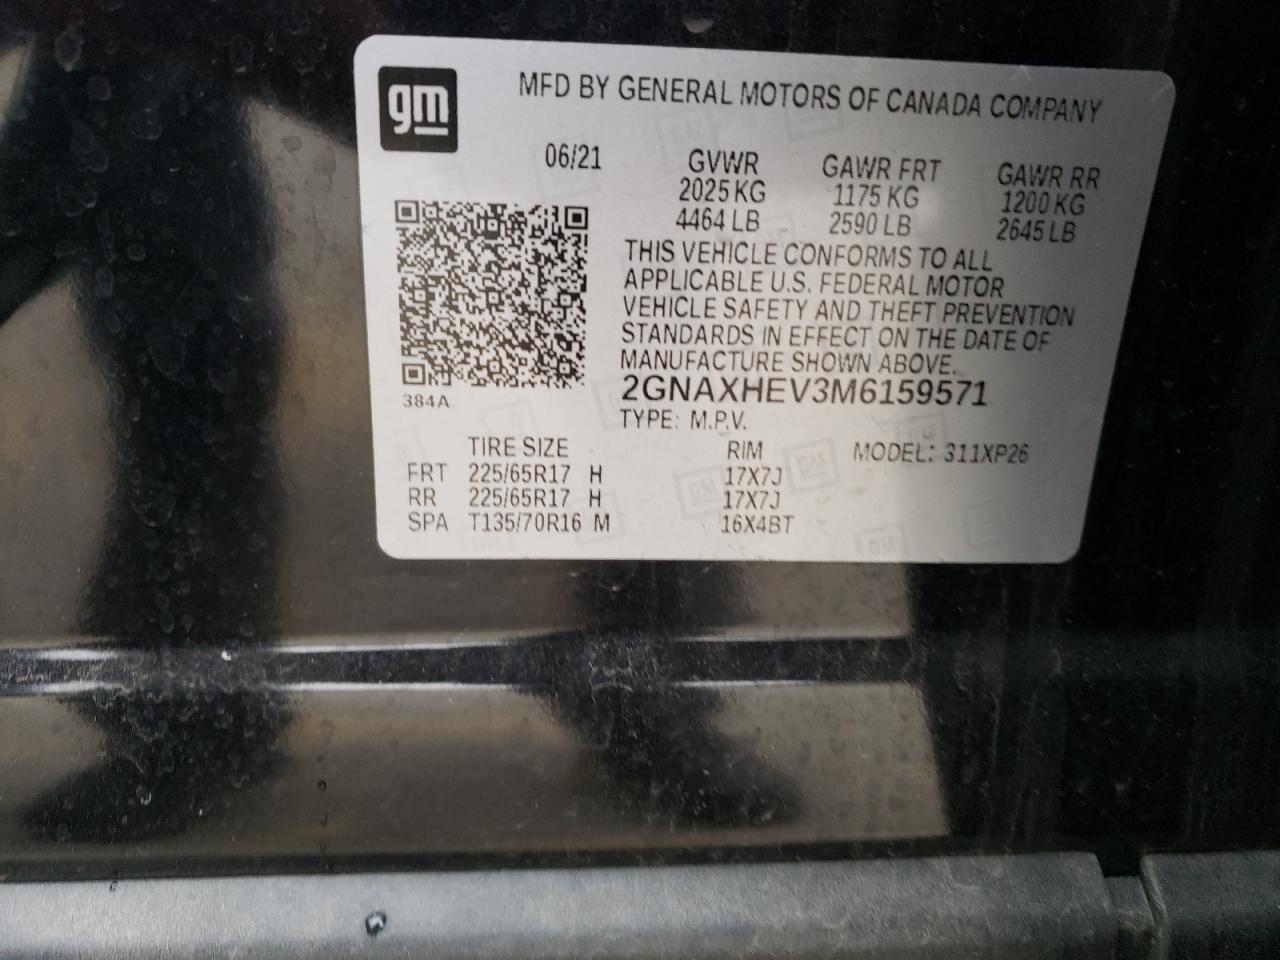 gm
MFD BY GENERAL MOTORS OF CANADA COMPANY
06/21 GVWR GAWR FRT GAWR RR
2025 KG 1175 KG 1200 KG
4464 LB 2590 LB 2645 LB
THIS VEHICLE CONFORMS TO ALL
APPLICABLE U.S. FEDERAL MOTOR
VEHICLE SAFETY AND THEFT PREVENTION
STANDARDS IN EFFECT ON THE DATE OF
MANUFACTURE SHOWN ABOVE.
384A 2GNAXHEV3M6159571
TYPE: M.P.V.
TIRE SIZE RIM MODEL: 311XP26
FRT 225/65R17 H 17X7J
RR 225/65R17 H 17X7J
SPA T135/70R16 M 16X4BT